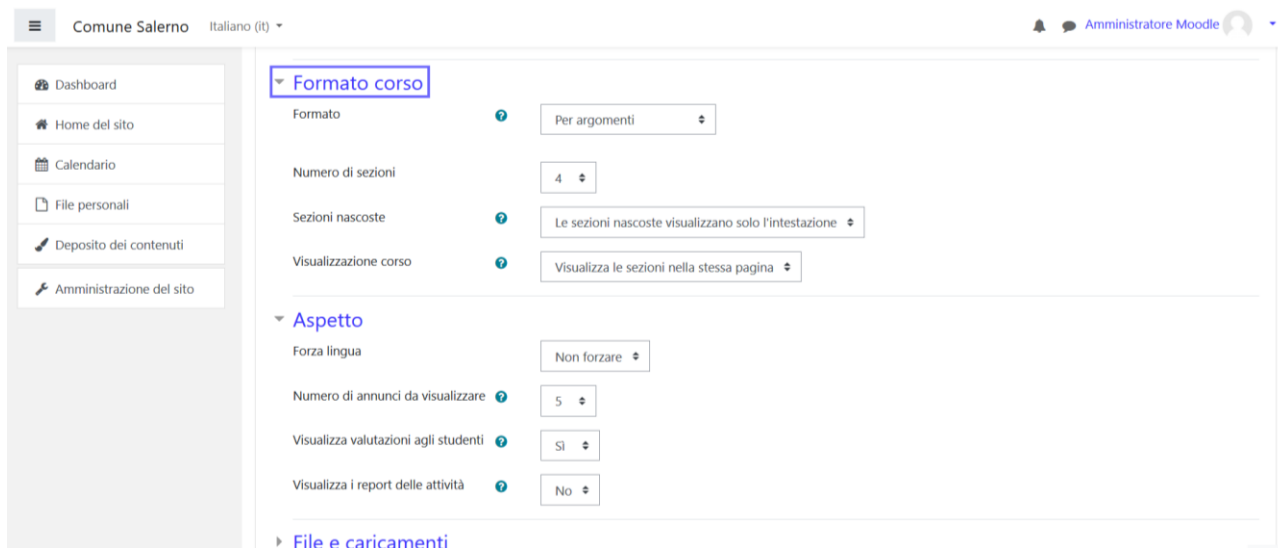 Comune Salerno Italiano (it) Amministratore Moodle
Dashboard
Home del sito
Calendario
File personali
Deposito dei contenuti
Amministrazione del sito
Formato corso
Formato Per argomenti
Numero di sezioni 4
Sezioni nascoste Le sezioni nascoste visualizzano solo l'intestazione
Visualizzazione corso Visualizza le sezioni nella stessa pagina
Aspetto
Forza lingua Non forzare
Numero di annunci da visualizzare 5
Visualizza valutazioni agli studenti Sì
Visualizza i report delle attività No
File e caricamenti